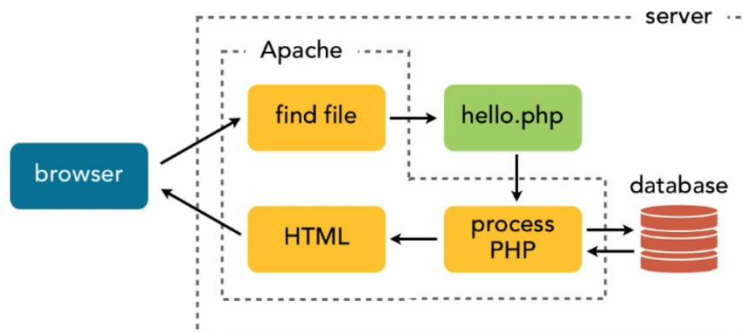 server
Apache
find file
hello.php
browser
database
HTML
process
PHP